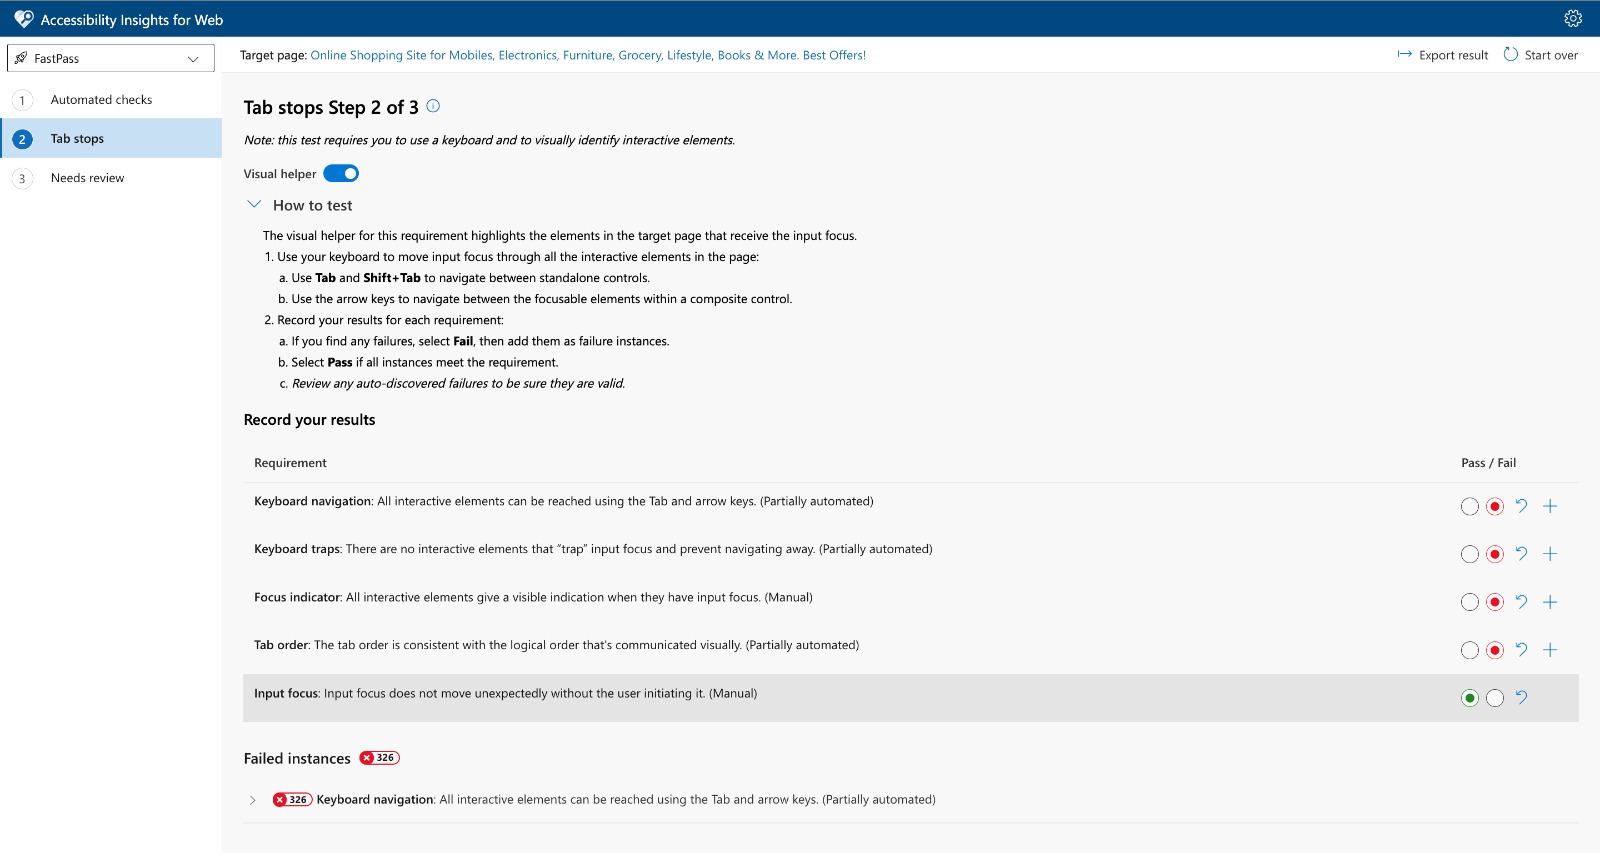 Accessibility Insights for Web
FastPass
Target page: Online Shopping Site for Mobiles, Electronics, Furniture, Grocery, Lifestyle, Books & More. Best Offers!
Export result
Start over
1 Automated checks
2 Tab stops
3 Needs review
Tab stops Step 2 of 3
Note: this test requires you to use a keyboard and to visually identify interactive elements.
Visual helper
How to test
The visual helper for this requirement highlights the elements in the target page that receive the input focus.
1. Use your keyboard to move input focus through all the interactive elements in the page:
a. Use Tab and Shift+Tab to navigate between standalone controls.
b. Use the arrow keys to navigate between the focusable elements within a composite control.
2. Record your results for each requirement:
a. If you find any failures, select Fail, then add them as failure instances.
b. Select Pass if all instances meet the requirement.
c. Review any auto-discovered failures to be sure they are valid.
Record your results
Requirement
Pass / Fail
Keyboard navigation: All interactive elements can be reached using the Tab and arrow keys. (Partially automated)
Keyboard traps: There are no interactive elements that “trap” input focus and prevent navigating away. (Partially automated)
Focus indicator: All interactive elements give a visible indication when they have input focus. (Manual)
Tab order: The tab order is consistent with the logical order that's communicated visually. (Partially automated)
Input focus: Input focus does not move unexpectedly without the user initiating it. (Manual)
Failed instances 326
326 Keyboard navigation: All interactive elements can be reached using the Tab and arrow keys. (Partially automated)